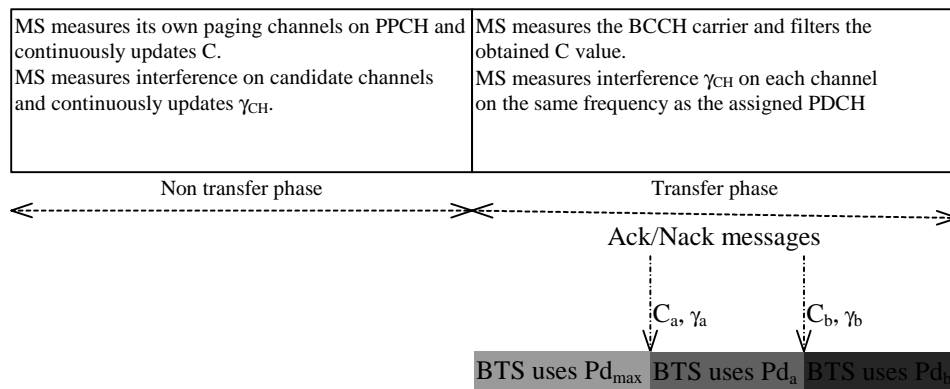 MS measures its own paging channels on PPCH and
continuously updates C.
MS measures interference on candidate channels
and continuously updates γCH.
MS measures the BCCH carrier and filters the
obtained C value.
MS measures interference γCH on each channel
on the same frequency as the assigned PDCH
Non transfer phase
Transfer phase
Ack/Nack messages
Ca, γa
Cb, γb
BTS uses Pdmax
BTS uses Pda
BTS uses